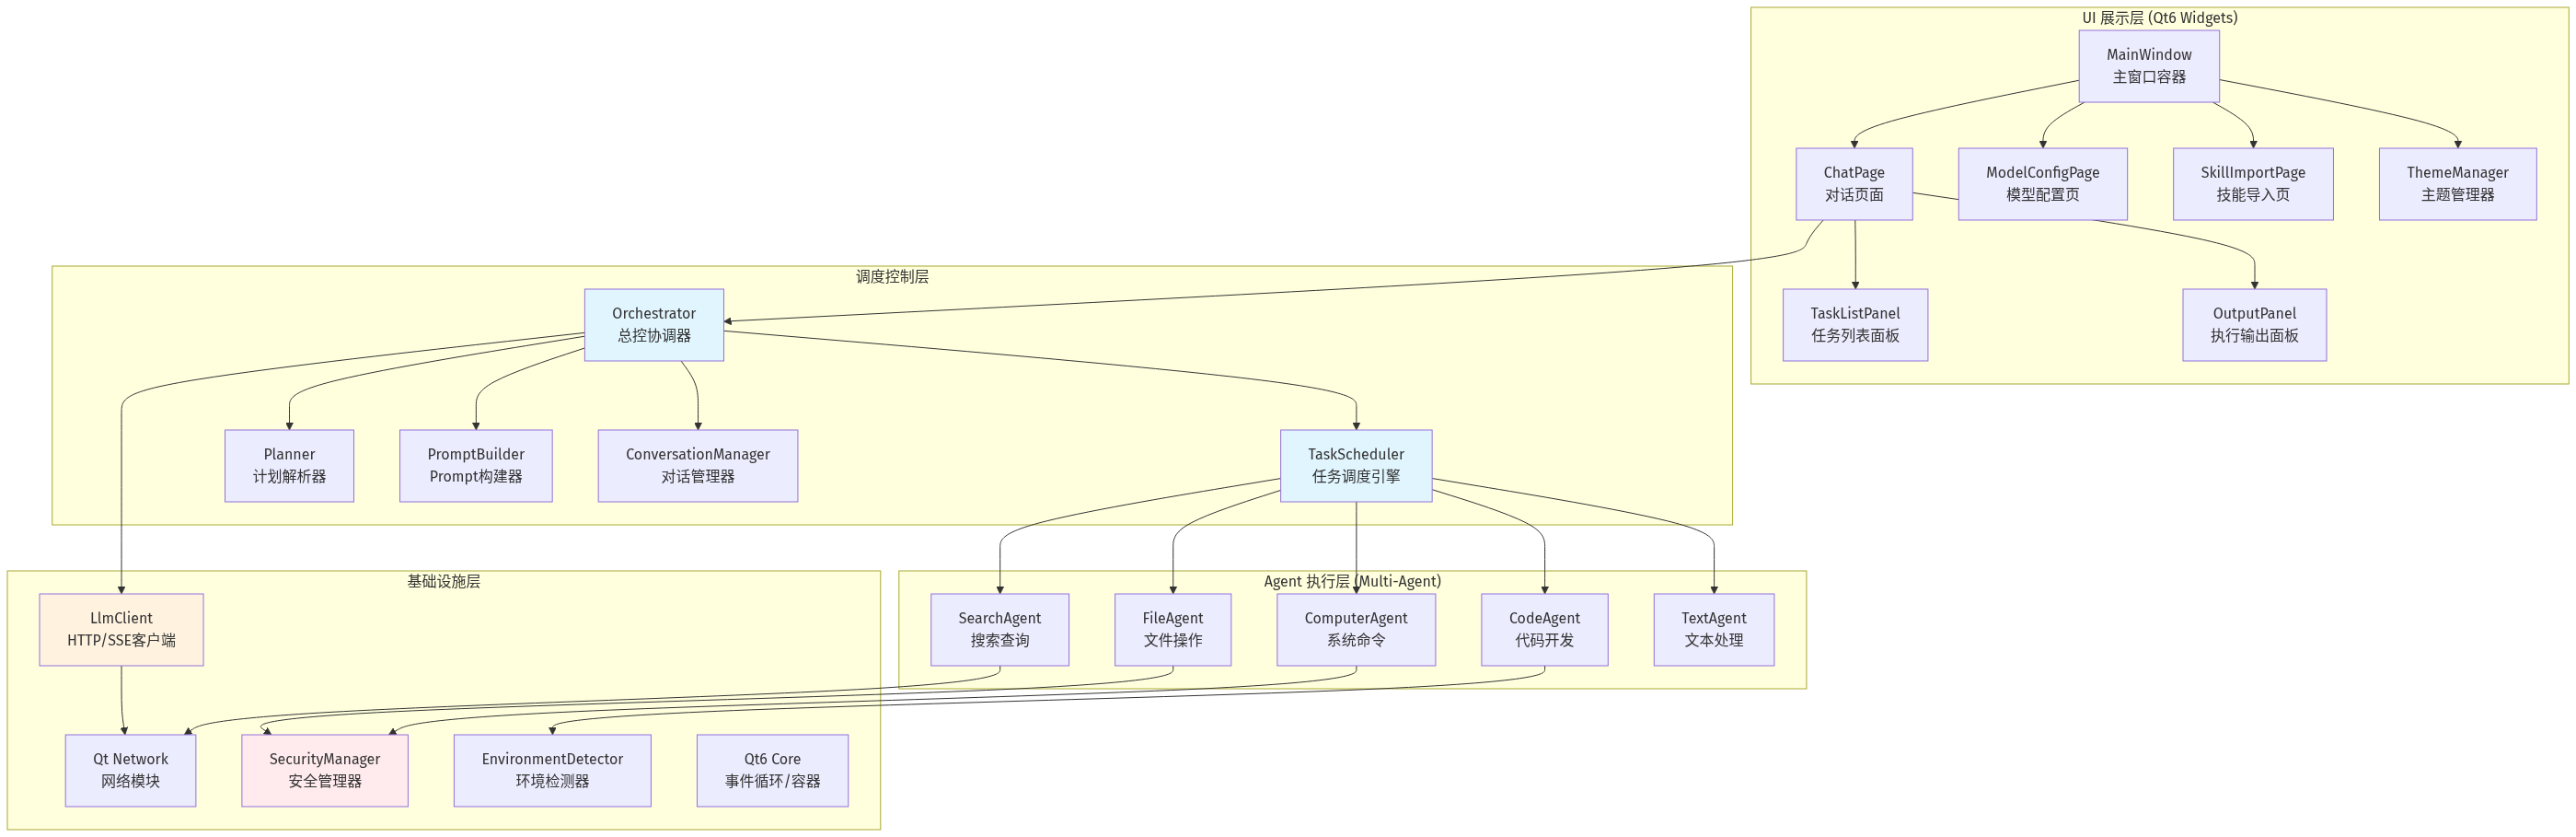 UI 展示层 (Qt6 Widgets)
MainWindow
主窗口容器
ChatPage
对话页面
ModelConfigPage
模型配置页
SkillImportPage
技能导入页
ThemeManager
主题管理器
TaskListPanel
任务列表面板
OutputPanel
执行输出面板
调度控制层
Orchestrator
总控协调器
Planner
计划解析器
PromptBuilder
Prompt构建器
ConversationManager
对话管理器
TaskScheduler
任务调度引擎
基础设施层
LlmClient
HTTP/SSE客户端
Agent 执行层 (Multi-Agent)
SearchAgent
搜索查询
FileAgent
文件操作
ComputerAgent
系统命令
CodeAgent
代码开发
TextAgent
文本处理
Qt Network
网络模块
SecurityManager
安全管理器
EnvironmentDetector
环境检测器
Qt6 Core
事件循环/容器